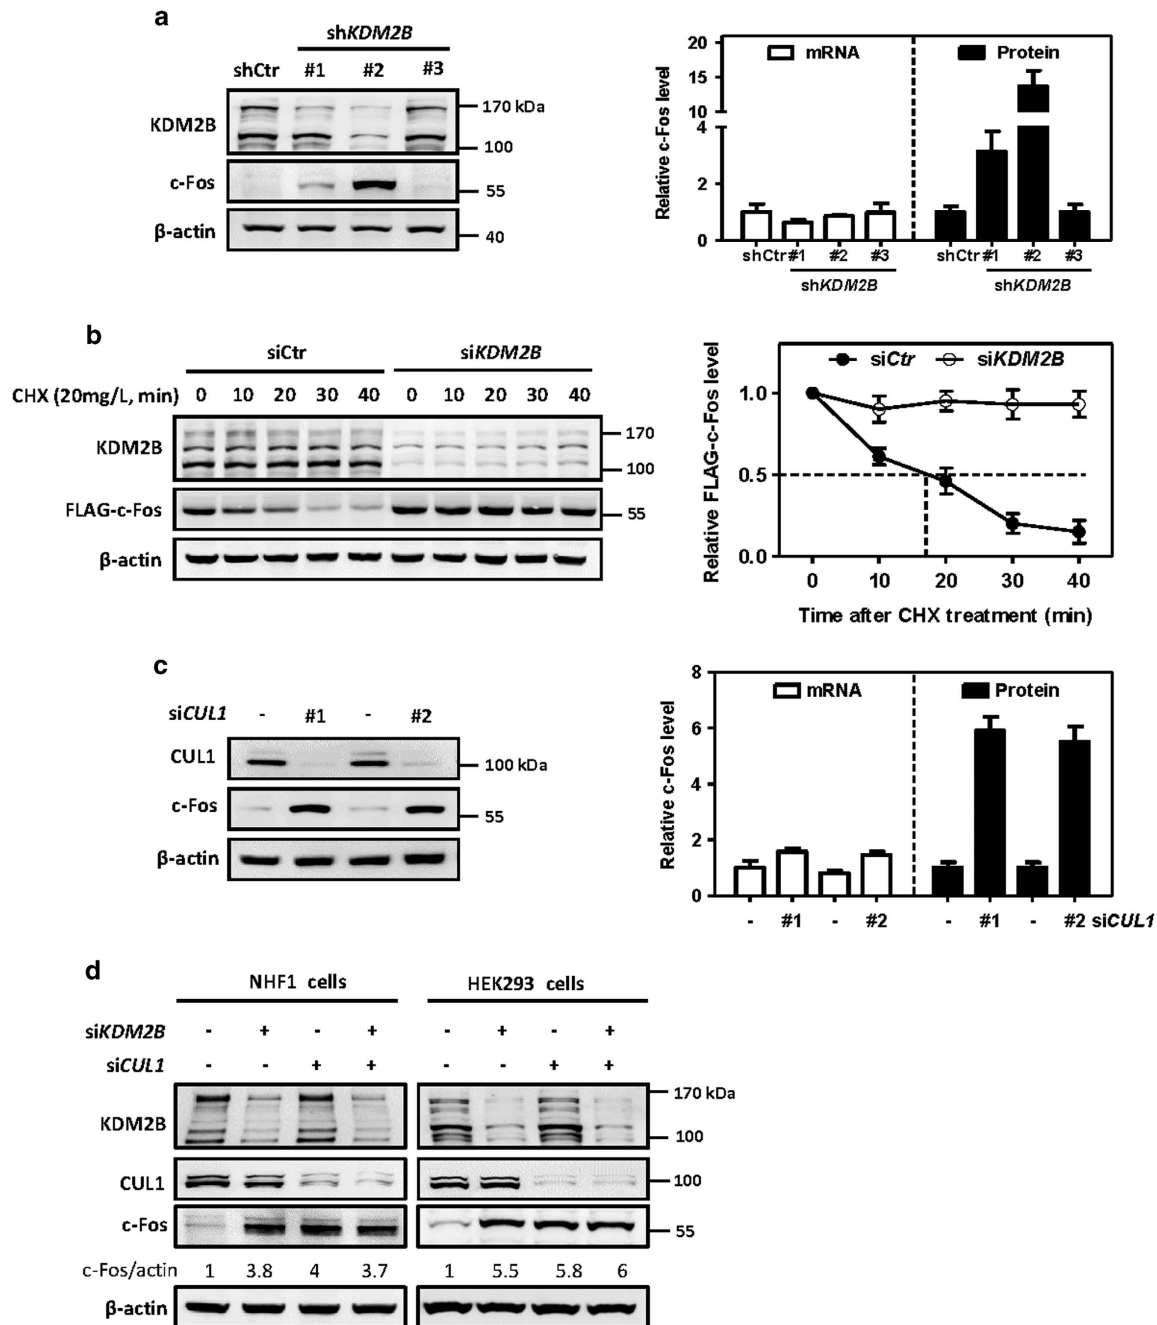 a
shKDM2B
shCtr #1 #2 #3
KDM2B
170 kDa
100
c-Fos
55
β-actin
40
Relative c-Fos level
20
15
10
4
2
0
mRNA
Protein
shCtr #1 #2 #3 shCtr #1 #2 #3
shKDM2B shKDM2B
b
siCtr siKDM2B
CHX (20mg/L, min) 0 10 20 30 40 0 10 20 30 40
KDM2B
170
100
FLAG-c-Fos
55
β-actin
Relative FLAG-c-Fos level
siCtr siKDM2B
1.0
0.5
0.0
0 10 20 30 40
Time after CHX treatment (min)
c
siCUL1 - #1 - #2
CUL1
100 kDa
c-Fos
55
β-actin
Relative c-Fos level
8
6
4
2
0
mRNA
Protein
- #1 - #2 - #1 - #2 siCUL1
d
NHF1 cells HEK293 cells
siKDM2B - + - + - + - +
siCUL1 - - + + - - + +
KDM2B
170 kDa
100
CUL1
100
c-Fos
55
c-Fos/actin 1 3.8 4 3.7 1 5.5 5.8 6
β-actin